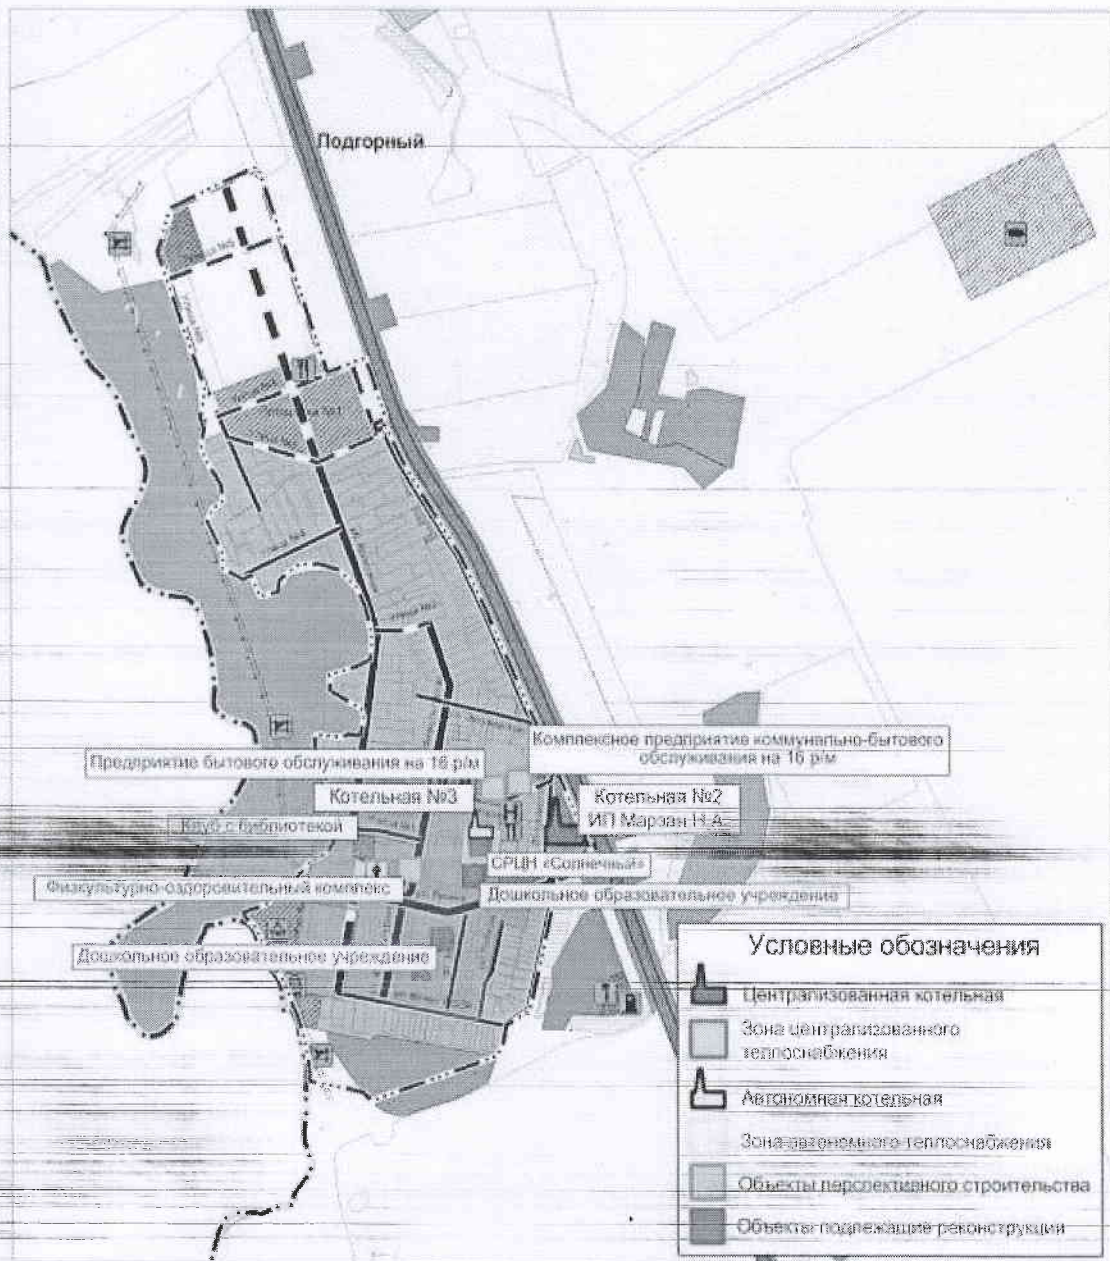 Подгорный
Комплексное предприятие коммунально-бытового
обслуживания на 16 р/м
Предприятие бытового обслуживания на 16 р/м
Котельная №3
Котельная №2
ИП Марзан Н.А.
Клуб с библиотекой
СРЦН «Солнечный»
Физкультурно-оздоровительный комплекс
Дошкольное образовательное учреждение
Дошкольное образовательное учреждение
Условные обозначения
Централизованная котельная
Зона централизованного
теплоснабжения
Автономная котельная
Зона автономного теплоснабжения
Объекты перспективного строительства
Объекты подлежащие реконструкции